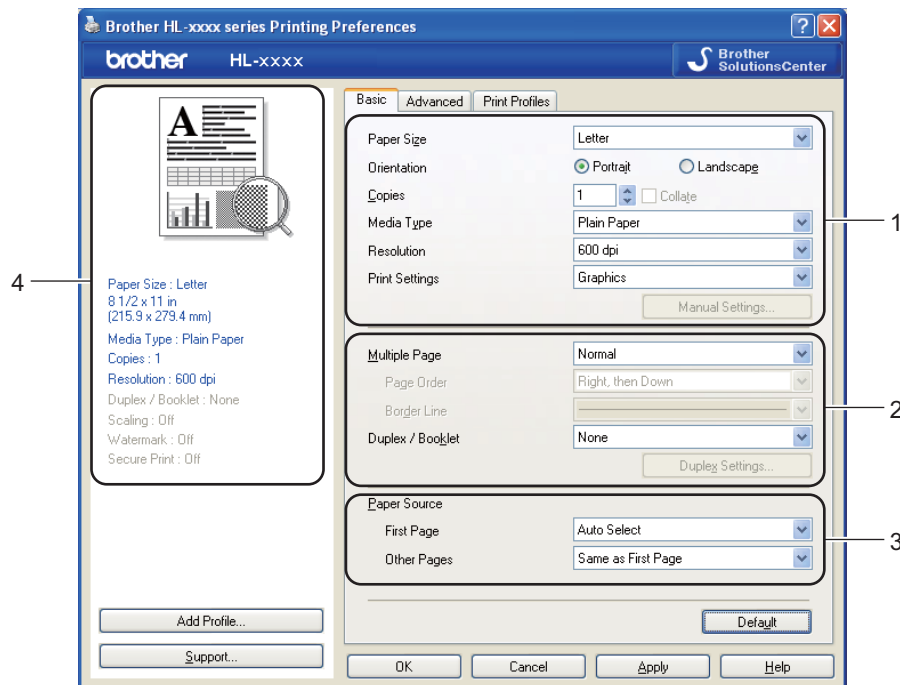 Brother HL-xxxx series Printing Preferences
brother HL-xxxx
Brother
SolutionsCenter
A
4
Paper Size : Letter
8 1/2 x 11 in
(215.9 x 279.4 mm)
Media Type : Plain Paper
Copies : 1
Resolution : 600 dpi
Duplex / Booklet : None
Scaling : Off
Watermark : Off
Secure Print : Off
Add Profile...
Support...
Basic Advanced Print Profiles
Paper Size Letter
Orientation Portrait Landscape
Copies 1 Collate
Media Type Plain Paper
Resolution 600 dpi
Print Settings Graphics
Manual Settings...
1
Multiple Page Normal
Page Order Right, then Down
Border Line
Duplex / Booklet None
Duplex Settings...
2
Paper Source
First Page Auto Select
Other Pages Same as First Page
3
Default
OK Cancel Apply Help